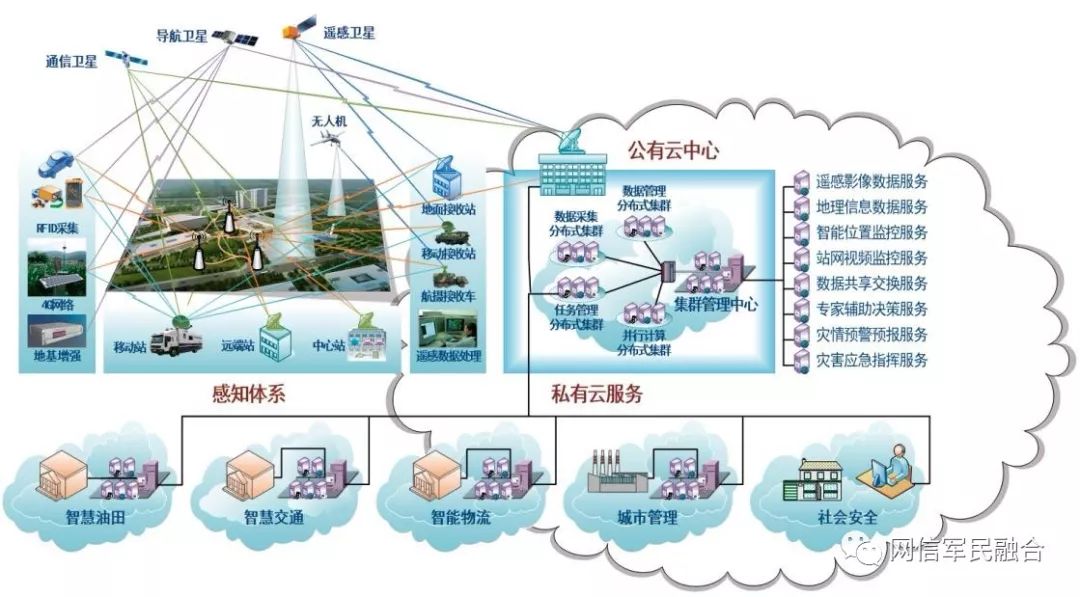 遥感卫星
导航卫星
通信卫星
无人机
公有云中心
RFID采集
4G网络
地基增强
地面接收站
移动接收站
航摄接收车
遥感数据处理
移动站
远端站
中心站
感知体系
数据管理
分布式集群
数据采集
分布式集群
任务管理
分布式集群
并行计算
分布式集群
集群管理中心
遥感影像数据服务
地理信息数据服务
智能位置监控服务
站网视频监控服务
数据共享交换服务
专家辅助决策服务
灾情预警预报服务
灾害应急指挥服务
私有云服务
智慧油田
智慧交通
智能物流
城市管理
社会安全
网信军民融合